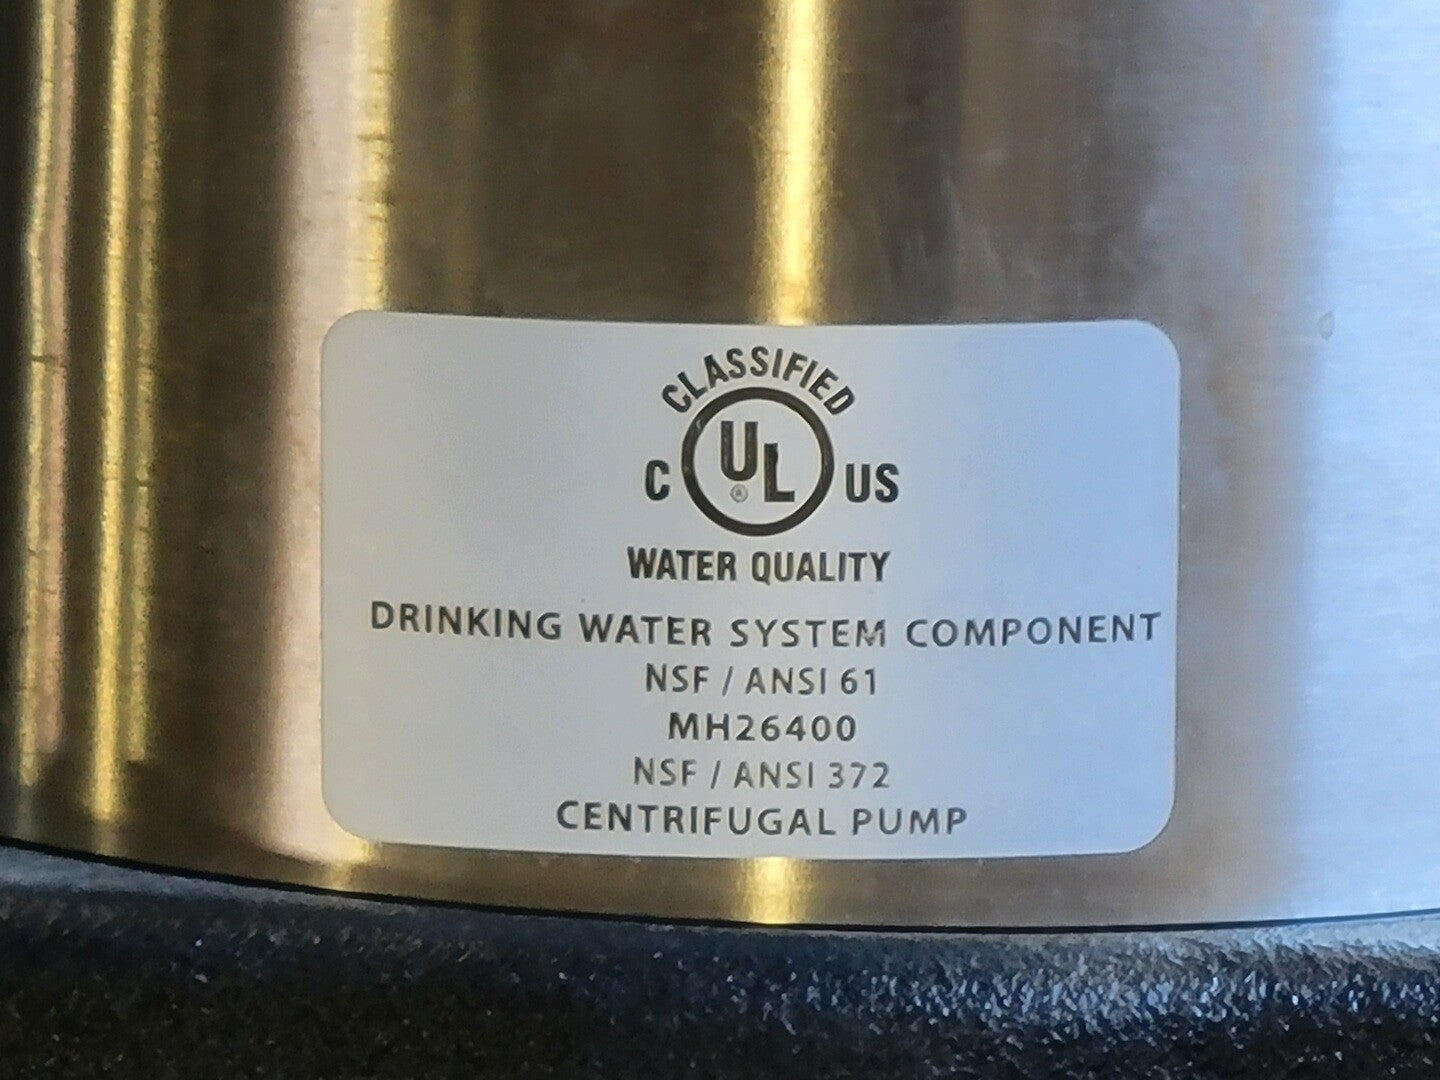 CLASSIFIED
C UL® US
WATER QUALITY
DRINKING WATER SYSTEM COMPONENT
NSF / ANSI 61
MH26400
NSF / ANSI 372
CENTRIFUGAL PUMP